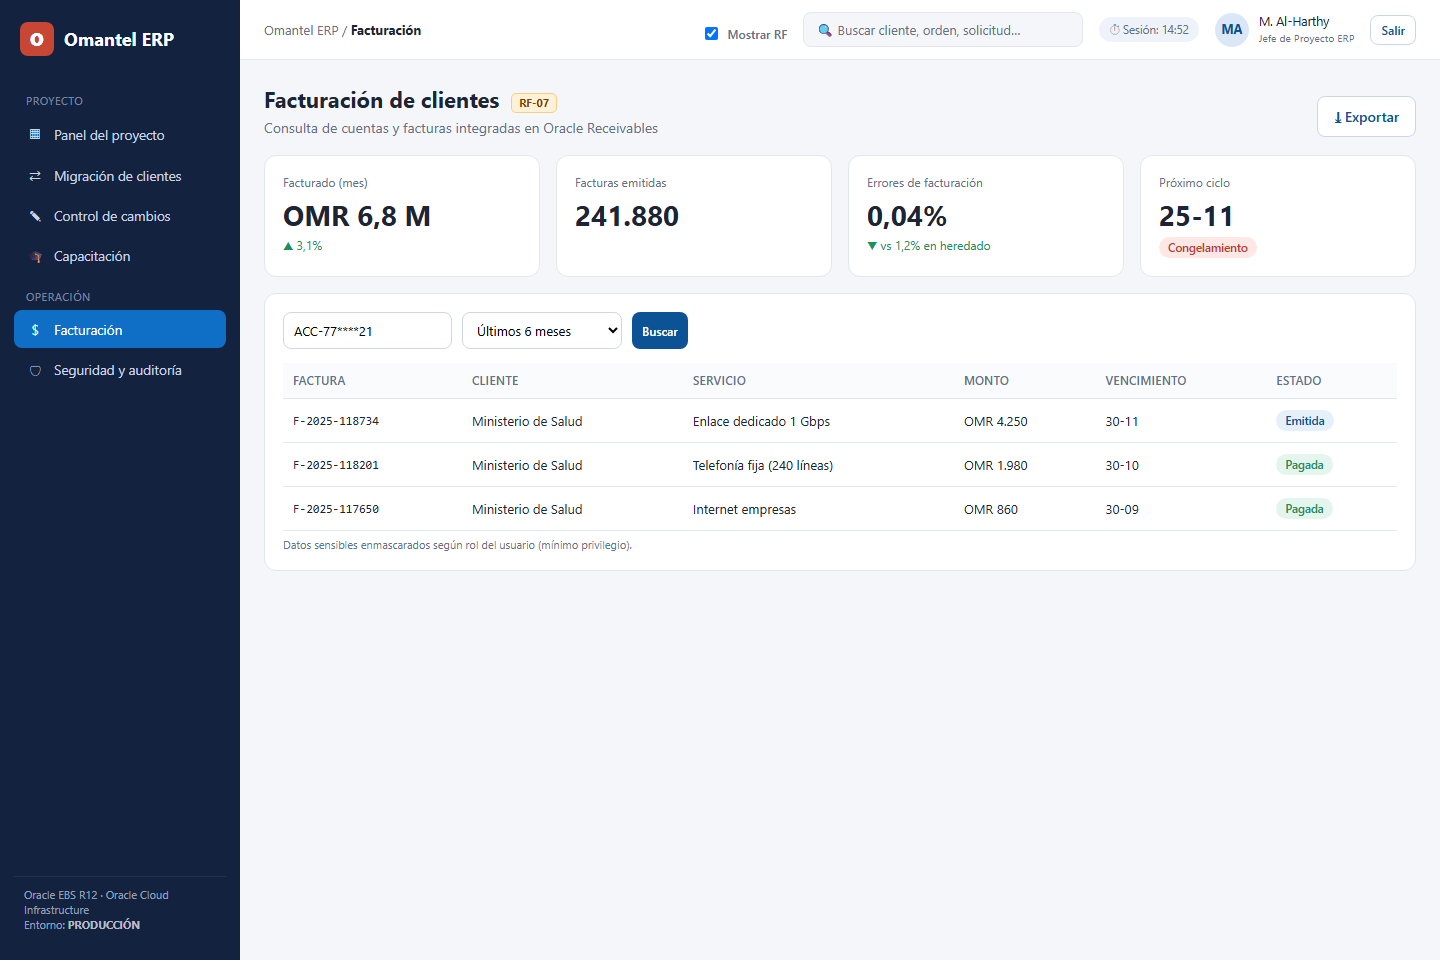 O Omantel ERP
PROYECTO
Panel del proyecto
Migración de clientes
Control de cambios
Capacitación
OPERACIÓN
$ Facturación
Seguridad y auditoría
Oracle EBS R12 · Oracle Cloud
Infrastructure
Entorno: PRODUCCIÓN
Omantel ERP / Facturación
Mostrar RF
Buscar cliente, orden, solicitud...
Sesión: 14:52
MA
M. Al-Harthy
Jefe de Proyecto ERP
Salir
Facturación de clientes RF-07
Consulta de cuentas y facturas integradas en Oracle Receivables
⤓ Exportar
Facturado (mes)
OMR 6,8 M
▲ 3,1%
Facturas emitidas
241.880
Errores de facturación
0,04%
▼ vs 1,2% en heredado
Próximo ciclo
25-11
Congelamiento
ACC-77****21 Últimos 6 meses Buscar
FACTURA CLIENTE SERVICIO MONTO VENCIMIENTO ESTADO
F-2025-118734 Ministerio de Salud Enlace dedicado 1 Gbps OMR 4.250 30-11 Emitida
F-2025-118201 Ministerio de Salud Telefonía fija (240 líneas) OMR 1.980 30-10 Pagada
F-2025-117650 Ministerio de Salud Internet empresas OMR 860 30-09 Pagada
Datos sensibles enmascarados según rol del usuario (mínimo privilegio).